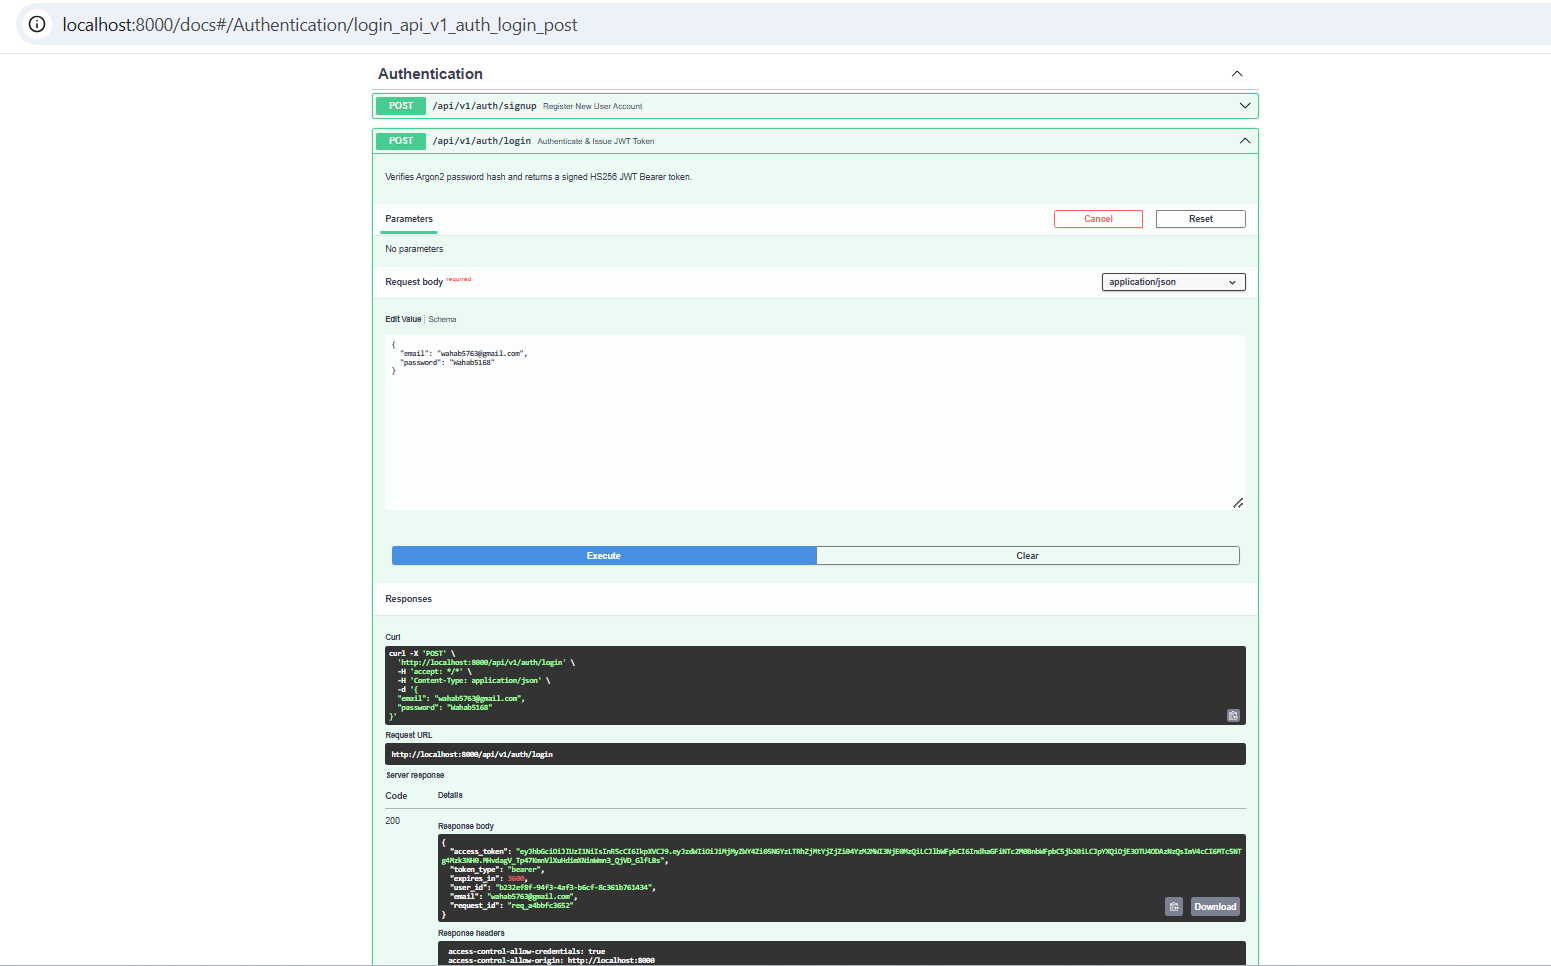 localhost:8000/docs#/Authentication/login_api_v1_auth_login_post
Authentication
POST /api/v1/auth/signup Register New User Account
POST /api/v1/auth/login Authenticate & Issue JWT Token
Verifies Argon2 password hash and returns a signed HS256 JWT Bearer token.
Parameters
Cancel
Reset
No parameters
Request body required
application/json
Edit Value | Schema
{
"email": "wahab5763@gmail.com",
"password": "Wahab5168"
}
Execute
Clear
Responses
Curl
curl -X 'POST' \
'http://localhost:8000/api/v1/auth/login' \
-H 'accept: */*' \
-H 'Content-Type: application/json' \
-d '{
"email": "wahab5763@gmail.com",
"password": "Wahab5168"
}'
Request URL
http://localhost:8000/api/v1/auth/login
Server response
Code Details
200
Response body
{
"access_token":
"token_type": "bearer",
"expires_in": 3600,
"user_id": "b232ef8f-94f3-4af3-b6cf-8c361b761434",
"email": "wahab5763@gmail.com",
"request_id": "req_a4bbfc3652"
}
Download
Response headers
access-control-allow-credentials: true
access-control-allow-origin: http://localhost:8000